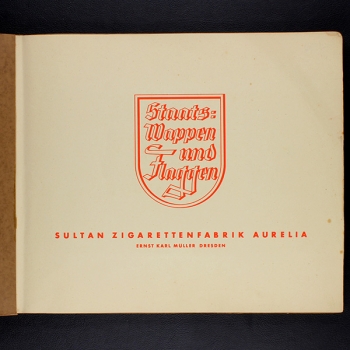 Staats=
Wappen
und
Flaggen
SULTAN ZIGARETTENFABRIK AURELIA
ERNST KARL MÜLLER DRESDEN